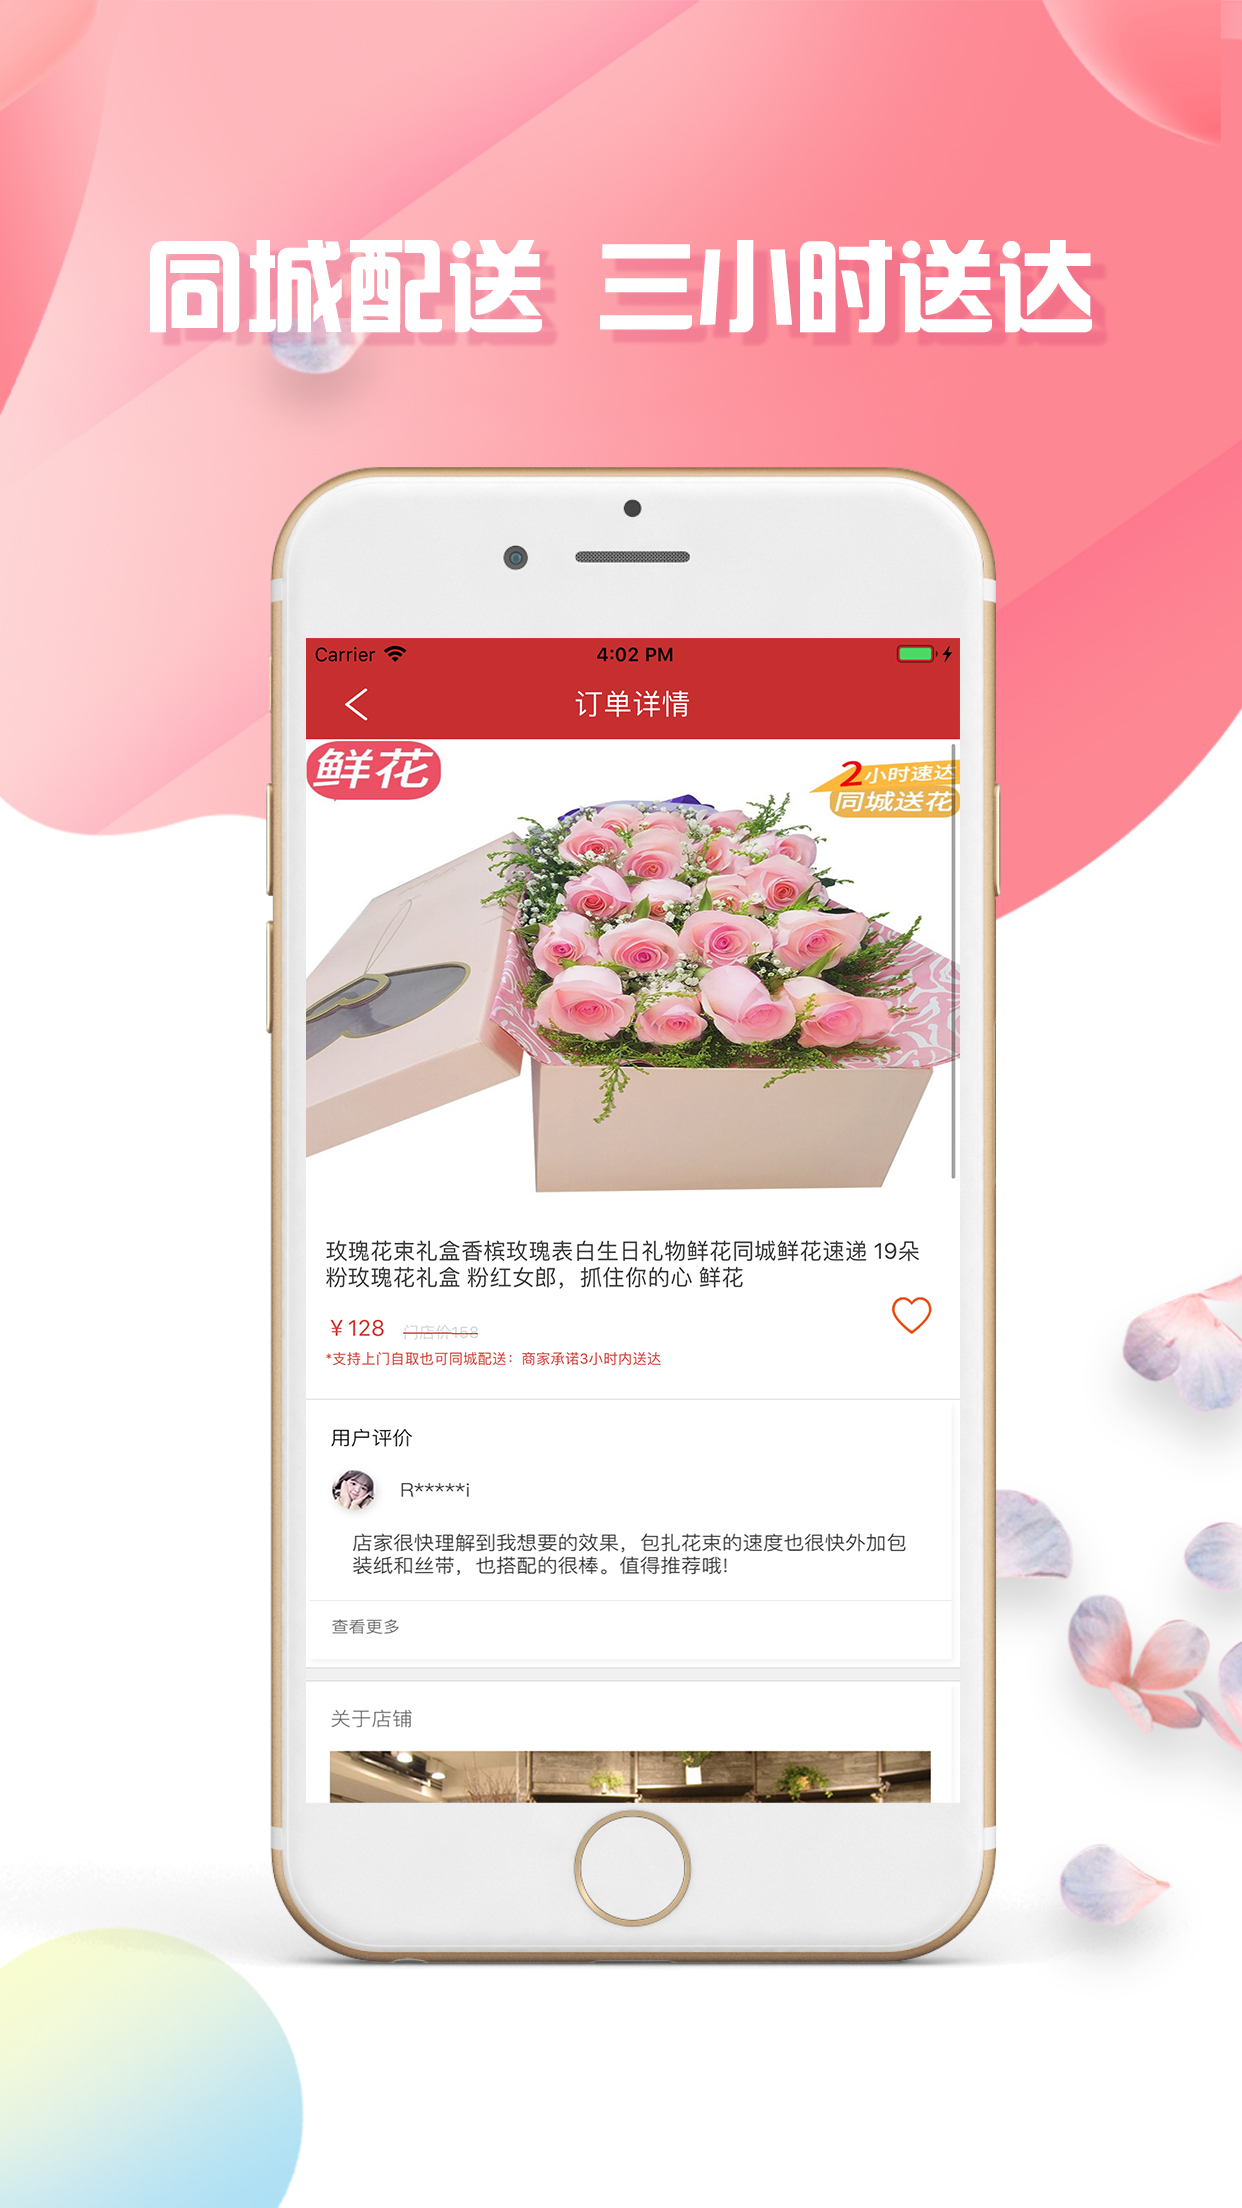 同城配送 三小时送达
Carrier
4:02 PM
订单详情
鲜花
2小时速达
同城送花
玫瑰花束礼盒香槟玫瑰表白生日礼物鲜花同城鲜花速递 19朵
粉玫瑰花礼盒 粉红女郎，抓住你的心 鲜花
￥128 门店价158
*支持上门自取也可同城配送：商家承诺3小时内送达
用户评价
R*****i
店家很快理解到我想要的效果，包扎花束的速度也很快外加包
装纸和丝带，也搭配的很棒。值得推荐哦!
查看更多
关于店铺